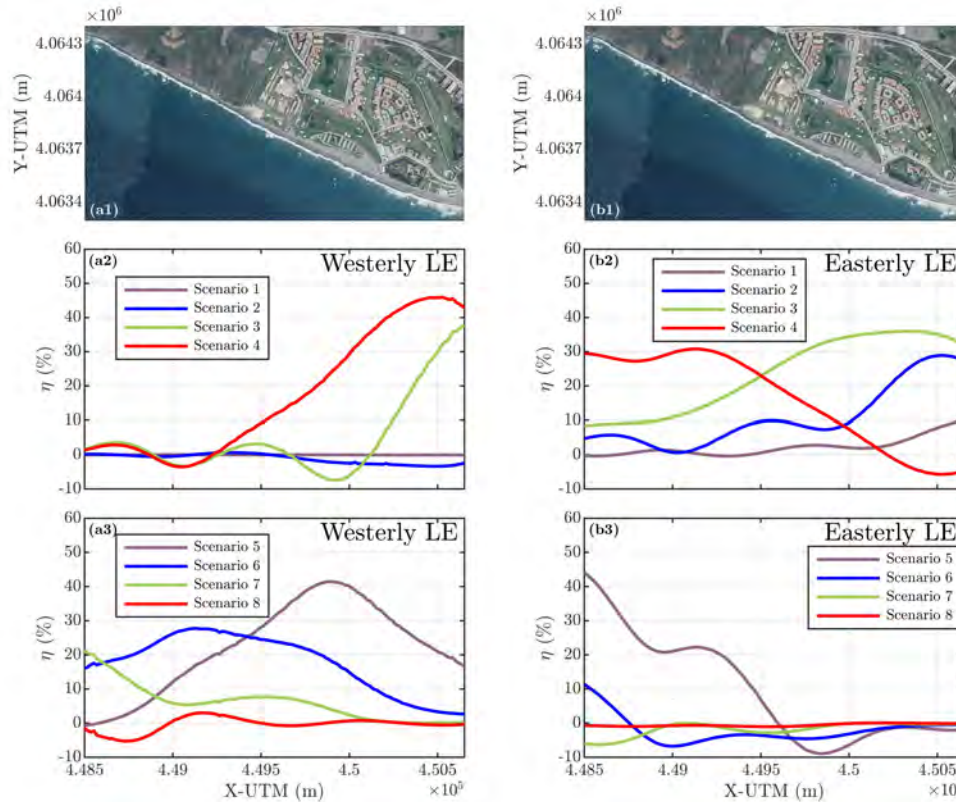 ×10⁶ ×10⁶
4.0643 4.0643
4.064 4.064
4.0637 4.0637
4.0634 4.0634
Y-UTM (m) Y-UTM (m)
(a1) (b1)
60
50
40
30
20
10
0
-10
η (%)
(a2) Westerly LE
Scenario 1
Scenario 2
Scenario 3
Scenario 4
60
50
40
30
20
10
0
-10
η (%)
(b2) Easterly LE
Scenario 1
Scenario 2
Scenario 3
Scenario 4
60
50
40
30
20
10
0
-10
η (%)
(a3) Westerly LE
Scenario 5
Scenario 6
Scenario 7
Scenario 8
4.485 4.49 4.495 4.5 4.505
X-UTM (m) ×10⁵
60
50
40
30
20
10
0
-10
η (%)
(b3) Easterly LE
Scenario 5
Scenario 6
Scenario 7
Scenario 8
4.485 4.49 4.495 4.5 4.505
X-UTM (m) ×10